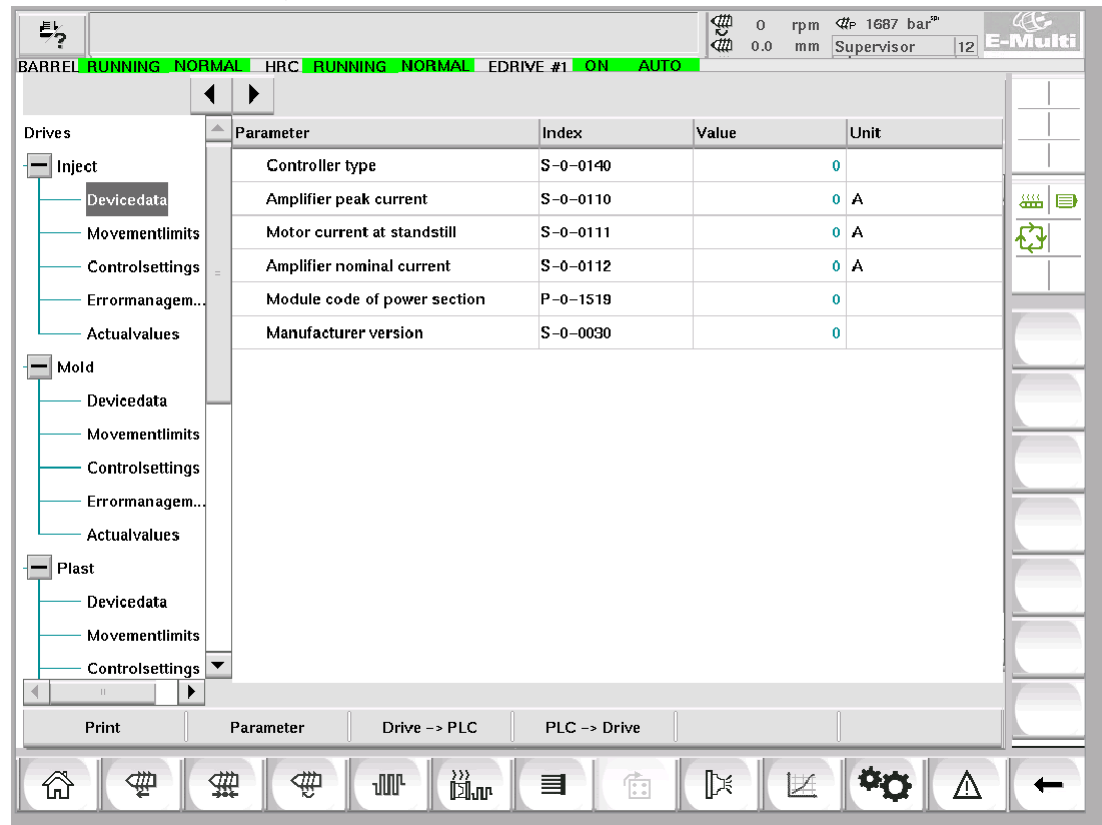 0 rpm 1687 bar
E-Multi
0.0 mm Supervisor 12
BARREL RUNNING NORMAL HRC RUNNING NORMAL EDRIVE #1 ON AUTO
Drives
Parameter Index Value Unit
Inject
Controller type S-0-0140 0
Devicedata
Amplifier peak current S-0-0110 0 A
Movementlimits
Motor current at standstill S-0-0111 0 A
Controlsettings
Amplifier nominal current S-0-0112 0 A
Errormanagem...
Module code of power section P-0-1519 0
Actualvalues
Manufacturer version S-0-0030 0
Mold
Devicedata
Movementlimits
Controlsettings
Errormanagem...
Actualvalues
Plast
Devicedata
Movementlimits
Controlsettings
Print Parameter Drive -> PLC PLC -> Drive